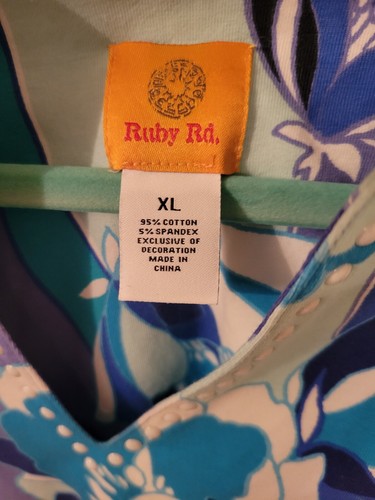 Ruby Rd.
XL
95% COTTON
5% SPANDEX
EXCLUSIVE OF
DECORATION
MADE IN
CHINA